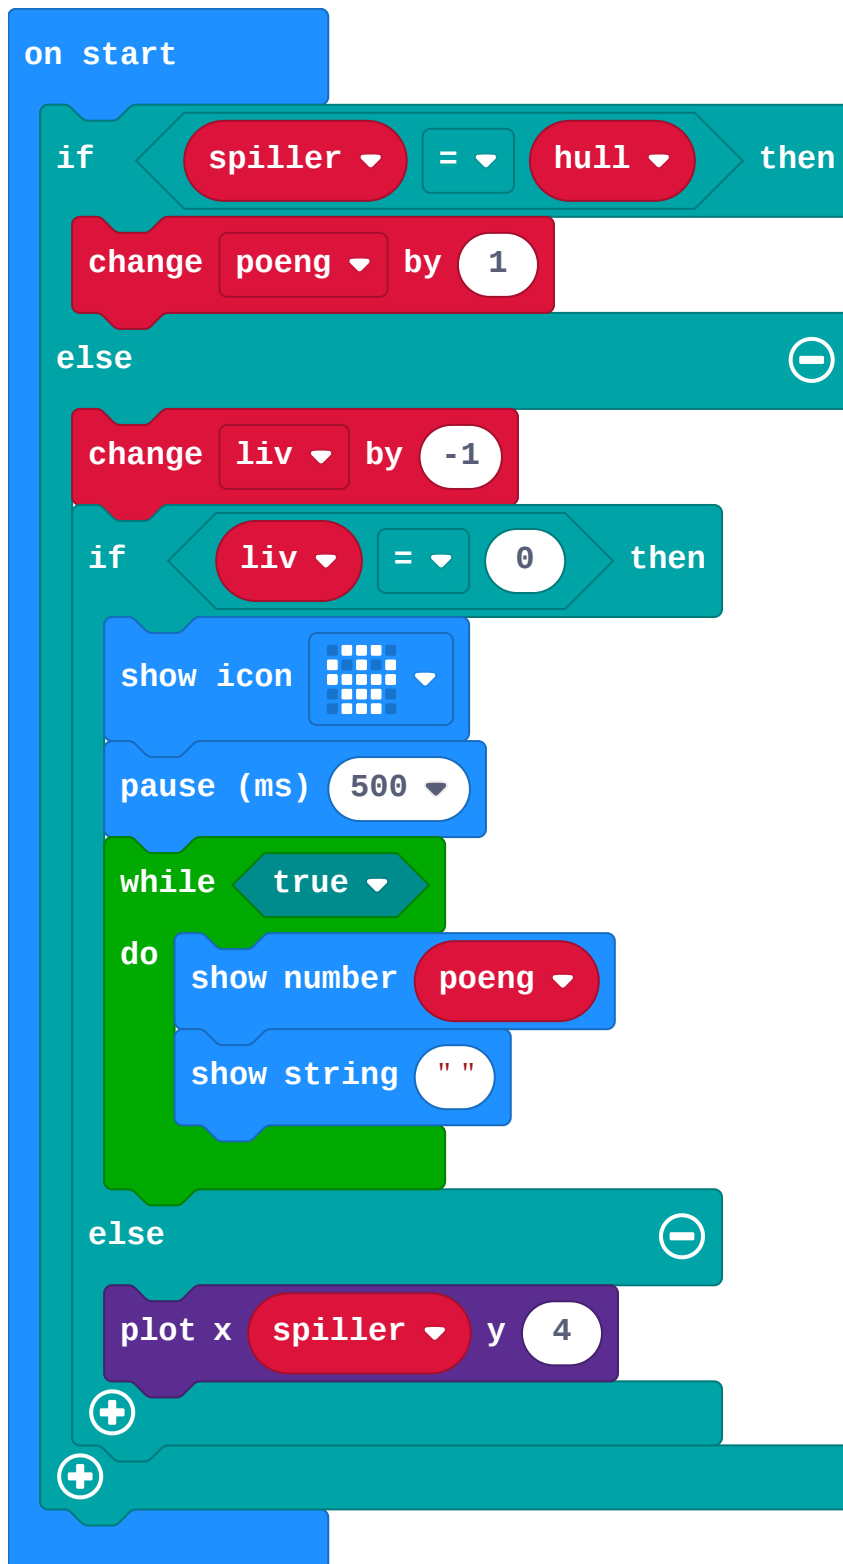 on start
if spiller = hull then
change poeng by 1
else
change liv by -1
if liv = 0 then
show icon
pause (ms) 500
while true
do
show number poeng
show string " "
else
plot x spiller y 4